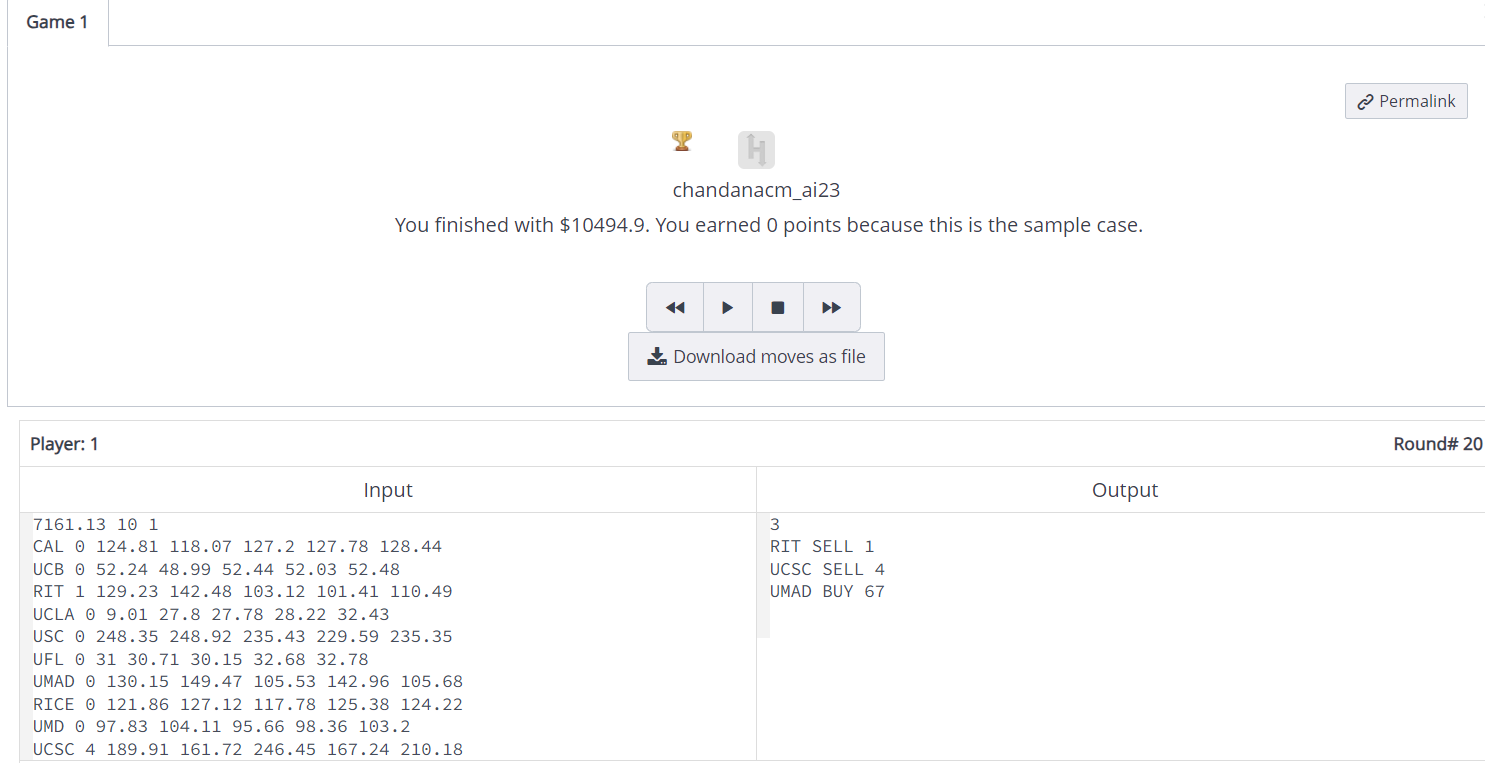 Game 1
Permalink
chandanacm_ai23
You finished with $10494.9. You earned 0 points because this is the sample case.
Download moves as file
Player: 1
Round# 20
Input
Output
7161.13 10 1
CAL 0 124.81 118.07 127.2 127.78 128.44
UCB 0 52.24 48.99 52.44 52.03 52.48
RIT 1 129.23 142.48 103.12 101.41 110.49
UCLA 0 9.01 27.8 27.78 28.22 32.43
USC 0 248.35 248.92 235.43 229.59 235.35
UFL 0 31 30.71 30.15 32.68 32.78
UMAD 0 130.15 149.47 105.53 142.96 105.68
RICE 0 121.86 127.12 117.78 125.38 124.22
UMD 0 97.83 104.11 95.66 98.36 103.2
UCSC 4 189.91 161.72 246.45 167.24 210.18
3
RIT SELL 1
UCSC SELL 4
UMAD BUY 67